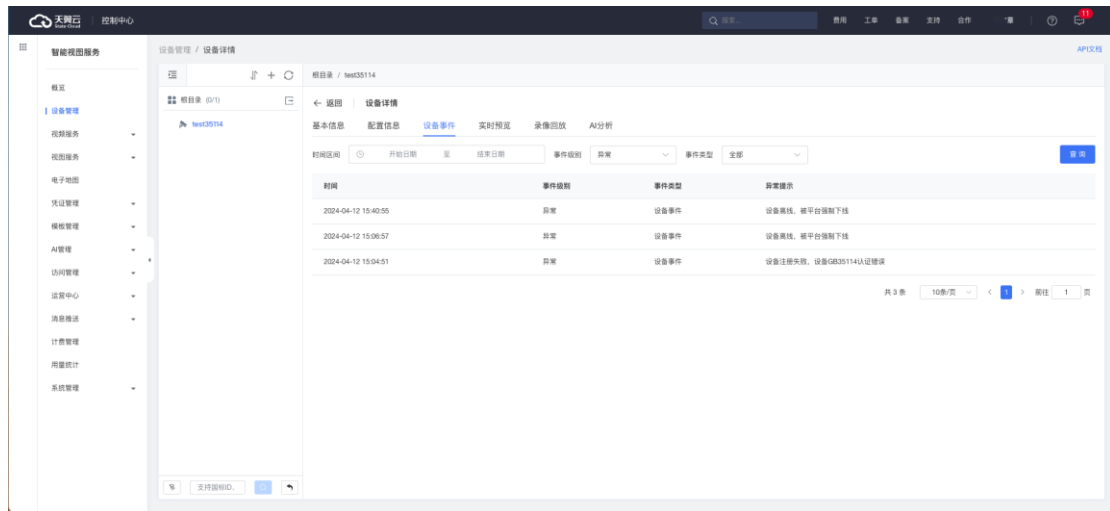 天翼云 控制中心 搜索... 费用 工单 备案 支持 合作 11
State Cloud
智能视图服务
概览
设备管理
视频服务
视图服务
电子地图
凭证管理
模板管理
AI管理
访问管理
运营中心
消息推送
计费管理
用量统计
系统管理
设备管理 / 设备详情 API文档
根目录 (0/1)
test35114
支持国标ID..
根目录 / test35114
返回 设备详情
基本信息 配置信息 设备事件 实时预览 录像回放 AI分析
时间区间 开始日期 至 结束日期 事件级别 异常 事件类型 全部 查询
时间 事件级别 事件类型 异常提示
2024-04-12 15:40:55 异常 设备事件 设备离线，被平台强制下线
2024-04-12 15:06:57 异常 设备事件 设备离线，被平台强制下线
2024-04-12 15:04:51 异常 设备事件 设备注册失败，设备GB35114认证错误
共 3 条 10条/页 1 前往 1 页